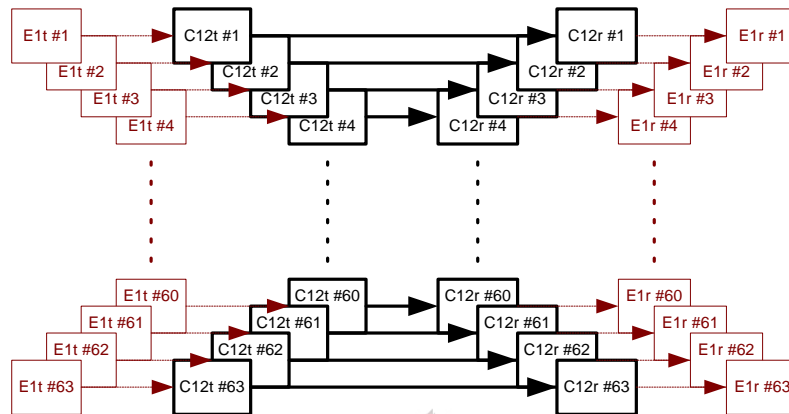 E1t #1 C12t #1 C12r #1 E1r #1
E1t #2 C12t #2 C12r #2 E1r #2
E1t #3 C12t #3 C12r #3 E1r #3
E1t #4 C12t #4 C12r #4 E1r #4
E1t #60 C12t #60 C12r #60 E1r #60
E1t #61 C12t #61 C12r #61 E1r #61
E1t #62 C12t #62 C12r #62 E1r #62
E1t #63 C12t #63 C12r #63 E1r #63